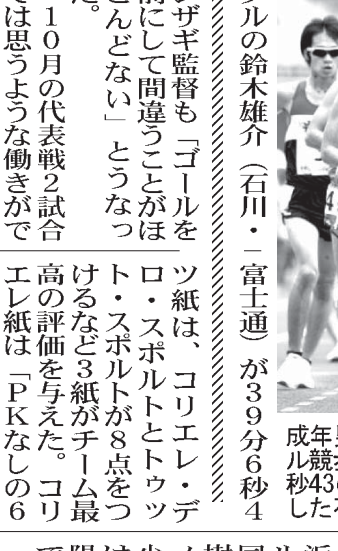 成年
ル競
秒43
した
ルの鈴木雄介（石川・－富士通）が３９分６秒４
ザギ監督も「ゴールを
前にして間違うことがほ
とんどない」とうなっ
た。
１０月の代表戦２試合
では思うような働きがで
ツ紙は、コリエレ・デ
ロ・スポルトとトゥッ
ト・スポルトが８点をつ
けるなど３紙がチーム最
高の評価を与えた。コリ
エレ紙は「ＰＫなしの６